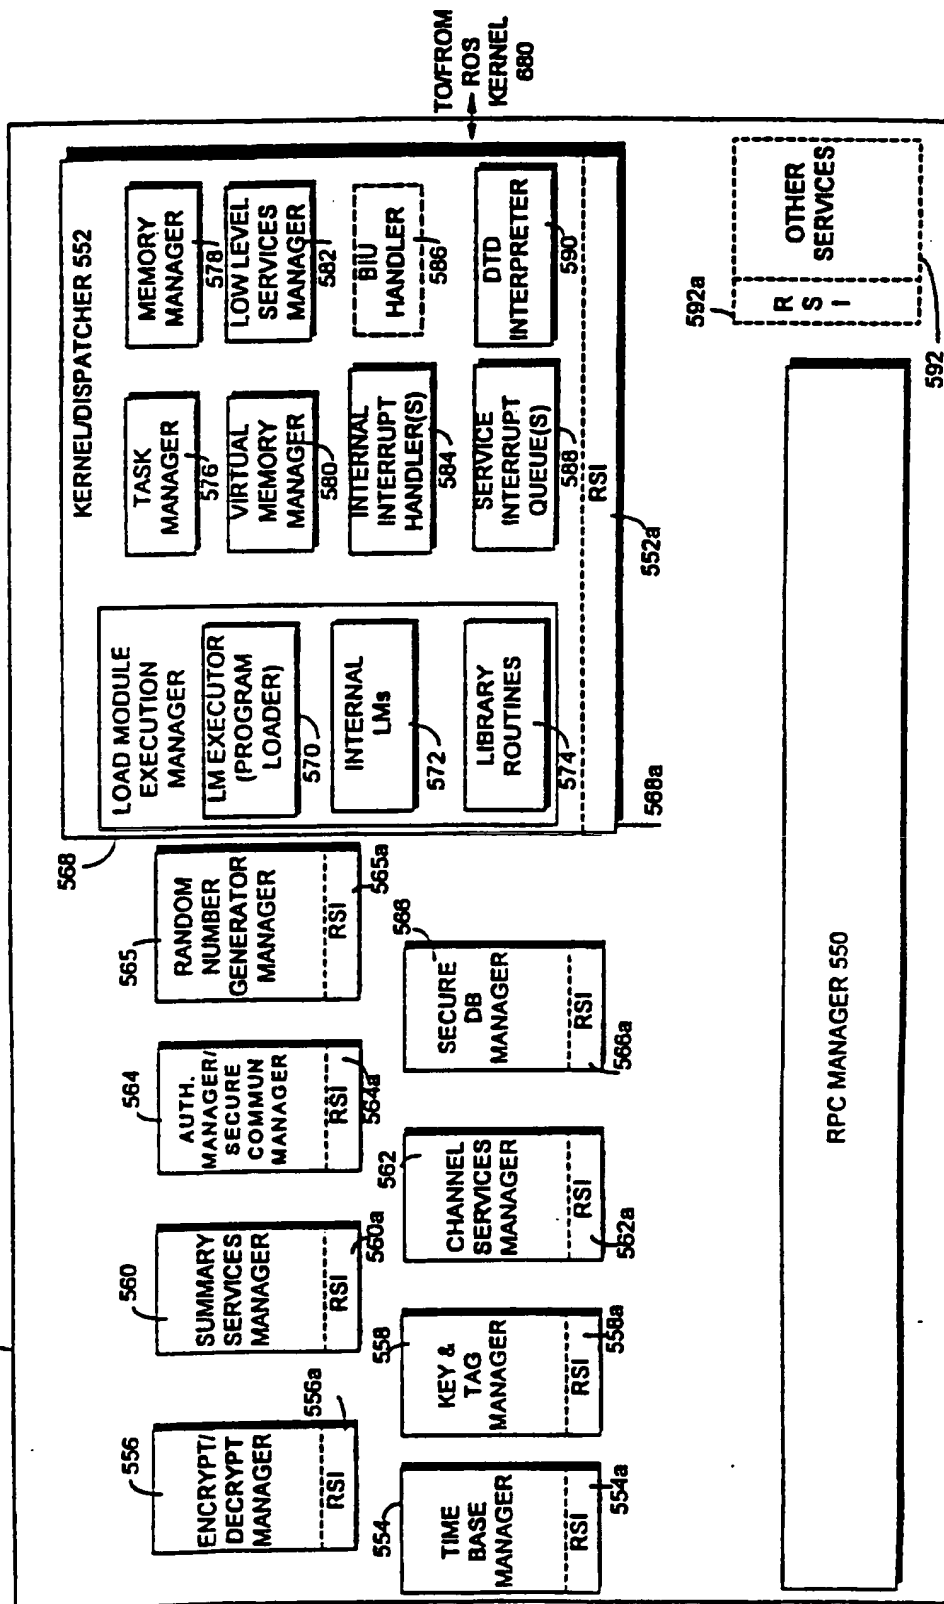 KERNEL/DISPATCHER 552
568
LOAD MODULE
EXECUTION
MANAGER
LM EXECUTOR
(PROGRAM
LOADER)
570
INTERNAL
LMs
572
LIBRARY
ROUTINES
574
TASK
MANAGER
576
VIRTUAL
MEMORY
MANAGER
580
INTERNAL
INTERRUPT
HANDLER(S)
584
SERVICE
INTERRUPT
QUEUE(S)
588
MEMORY
MANAGER
578
LOW LEVEL
SERVICES
MANAGER
582
BIU
HANDLER
586
DTD
INTERPRETER
590
RSI
552a
568a
TO/FROM
ROS
KERNEL
680
556
ENCRYPT/
DECRYPT
MANAGER
RSI
556a
560
SUMMARY
SERVICES
MANAGER
RSI
560a
564
AUTH.
MANAGER/
SECURE
COMMUN
MANAGER
RSI
564a
565
RANDOM
NUMBER
GENERATOR
MANAGER
RSI
565a
554
TIME
BASE
MANAGER
RSI
554a
558
KEY &
TAG
MANAGER
RSI
558a
562
CHANNEL
SERVICES
MANAGER
RSI
562a
566
SECURE
DB
MANAGER
RSI
566a
592a
RSI
OTHER
SERVICES
592
RPC MANAGER 550